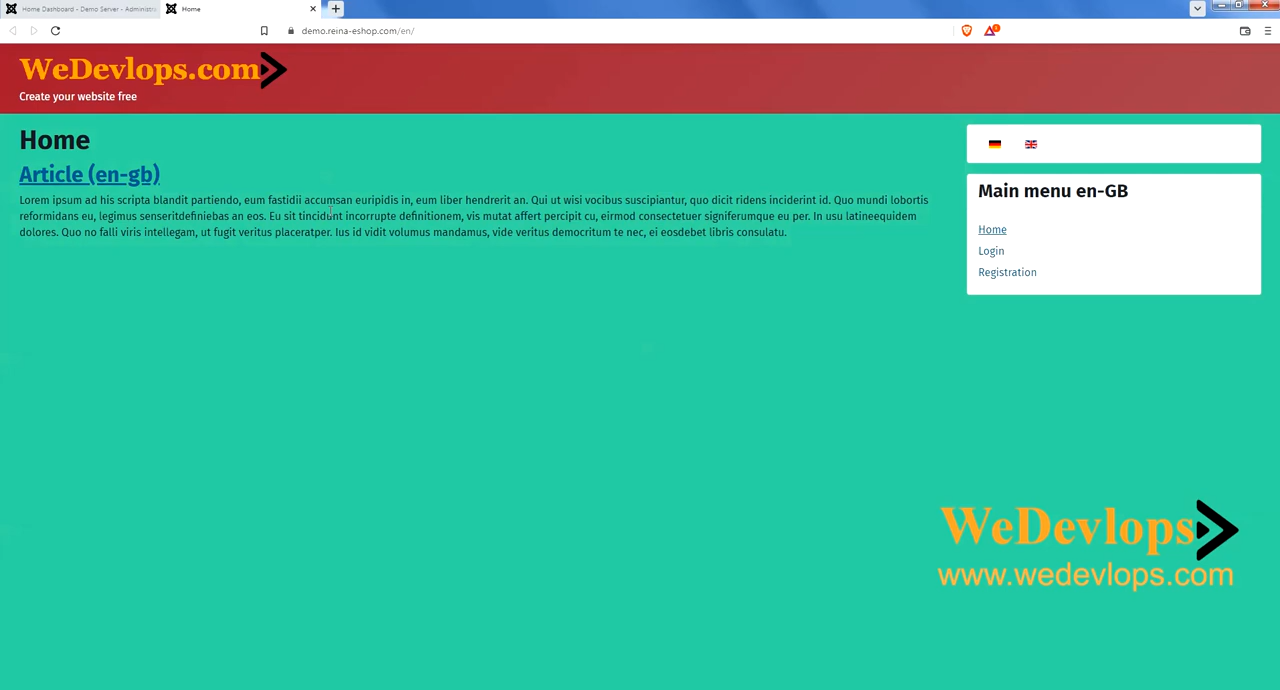 Home Dashboard - Demo Server - Administra
Home
demo.reina-eshop.com/en/
WeDevlops.com
Create your website free
Home
Article (en-gb)
Lorem ipsum ad his scripta blandit partiendo, eum fastidii accumsan euripidis in, eum liber hendrerit an. Qui ut wisi vocibus suscipiantur, quo dicit ridens inciderint id. Quo mundi lobortis
reformidans eu, legimus senseritdefiniebas an eos. Eu sit tincidunt incorrupte definitionem, vis mutat affert percipit cu, eirmod consectetuer signiferumque eu per. In usu latineequidem
dolores. Quo no falli viris intellegam, ut fugit veritus placeratper. Ius id vidit volumus mandamus, vide veritus democritum te nec, ei eosdebet libris consulatu.
Main menu en-GB
Home
Login
Registration
WeDevlops
www.wedevlops.com